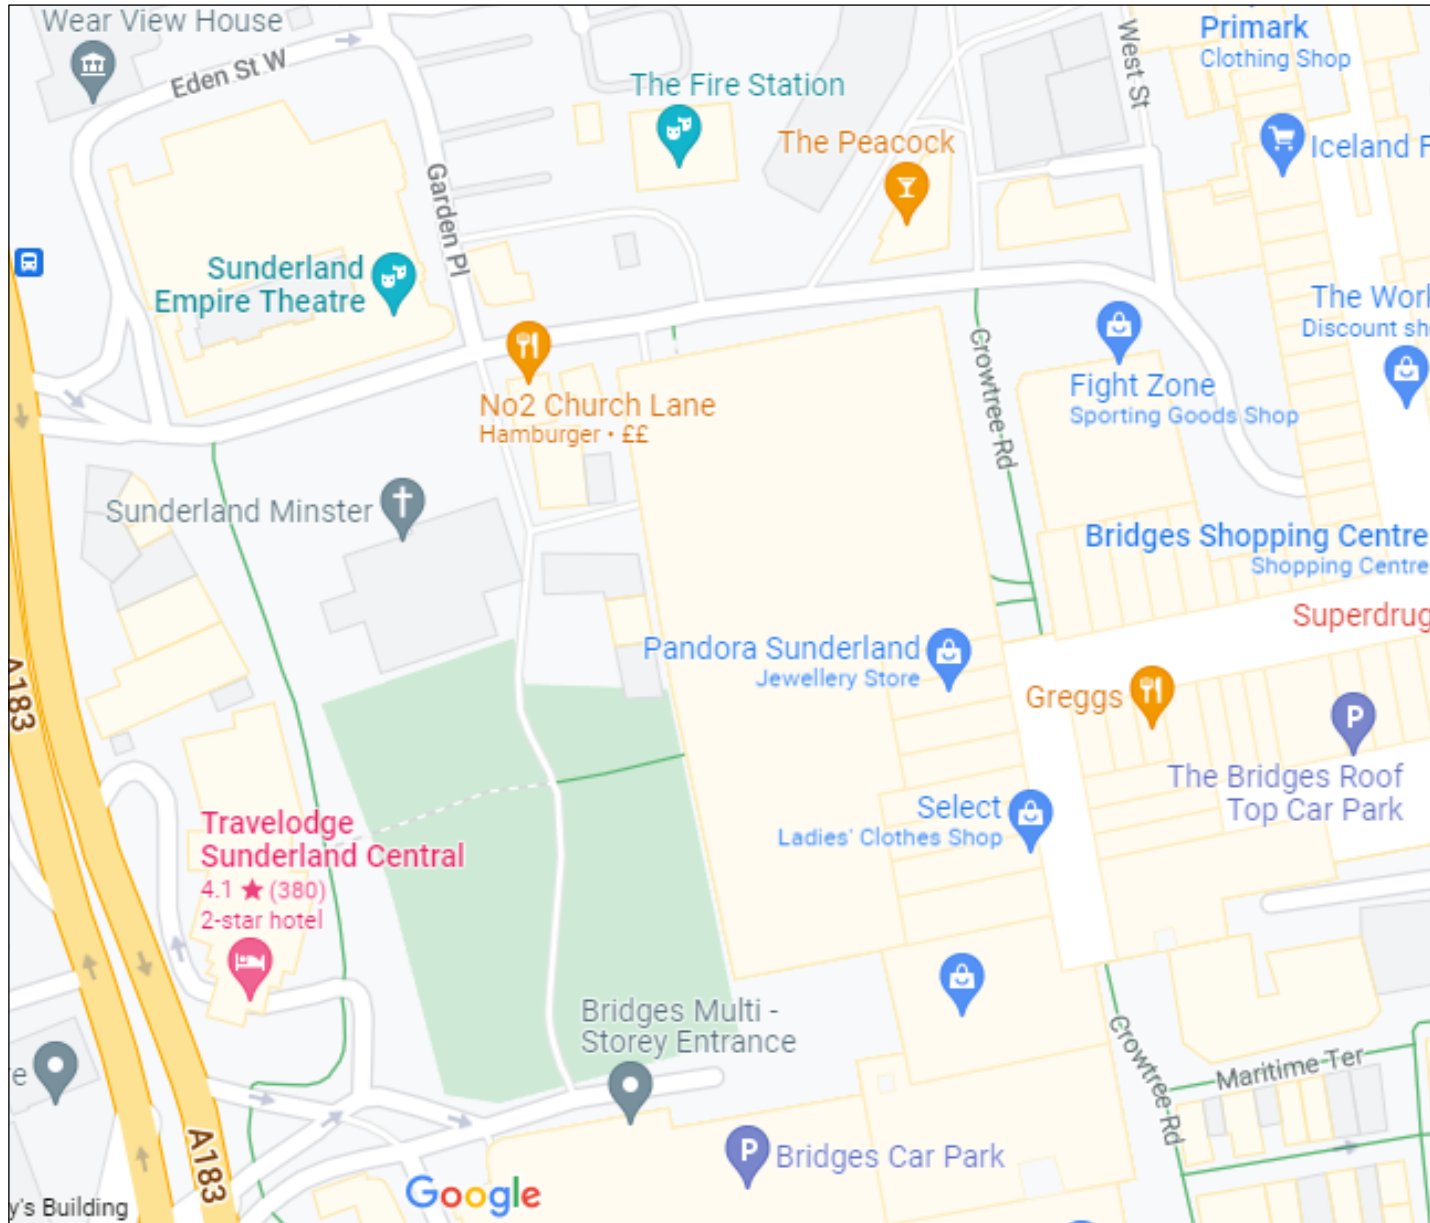 Wear View House
Eden St W
Garden Pl
The Fire Station
The Peacock
West St
Primark
Clothing Shop
Iceland F
Sunderland
Empire Theatre
The Work
Discount sh
No2 Church Lane
Hamburger • ££
Crowtree Rd
Fight Zone
Sporting Goods Shop
Sunderland Minster
Bridges Shopping Centre
Shopping Centre
Superdrug
A183
Pandora Sunderland
Jewellery Store
Greggs
P
The Bridges Roof
Top Car Park
Select
Ladies' Clothes Shop
Travelodge
Sunderland Central
4.1 ★ (380)
2-star hotel
Bridges Multi -
Storey Entrance
Crowtree Rd
Maritime Ter
re
A183
P
Bridges Car Park
Google
y's Building